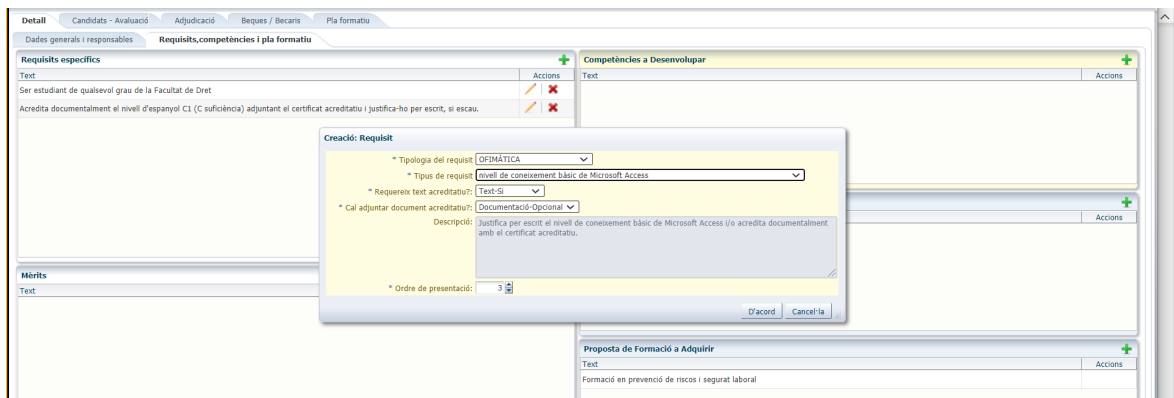 Detall Candidats - Avaluació Adjudicació Beques / Becaris Pla formatiu
Dades generals i responsables Requisits,competències i pla formatiu
Requisits específics
Text Accions
Ser estudiant de qualsevol grau de la Facultat de Dret
Acredita documentalment el nivell d'espanyol C1 (C suficiència) adjuntant el certificat acreditatiu i justifica-ho per escrit, si escau.
Competències a Desenvolupar
Text Accions
Creació: Requisit
* Tipologia del requisit OFIMÀTICA
* Tipus de requisit nivell de coneixement bàsic de Microsoft Access
* Requereix text acreditatiu?: Text-Si
* Cal adjuntar document acreditatiu?: Documentació-Opcional
Descripció: Justifica per escrit el nivell de coneixement bàsic de Microsoft Access i/o acredita documentalment
amb el certificat acreditatiu.
* Ordre de presentació: 3
D'acord Cancel·la
Accions
Mèrits
Text
Proposta de Formació a Adquirir
Text Accions
Formació en prevenció de riscos i segurat laboral